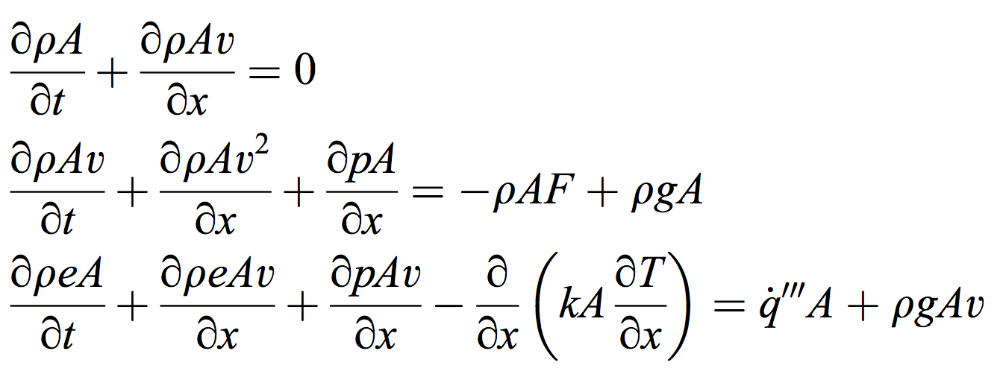 ∂ρA/∂t + ∂ρAv/∂x = 0
∂ρAv/∂t + ∂ρAv²/∂x + ∂pA/∂x = −ρAF + ρgA
∂ρeA/∂t + ∂ρeAv/∂x + ∂pAv/∂x − ∂/∂x (kA ∂T/∂x) = q̇‴A + ρgAv